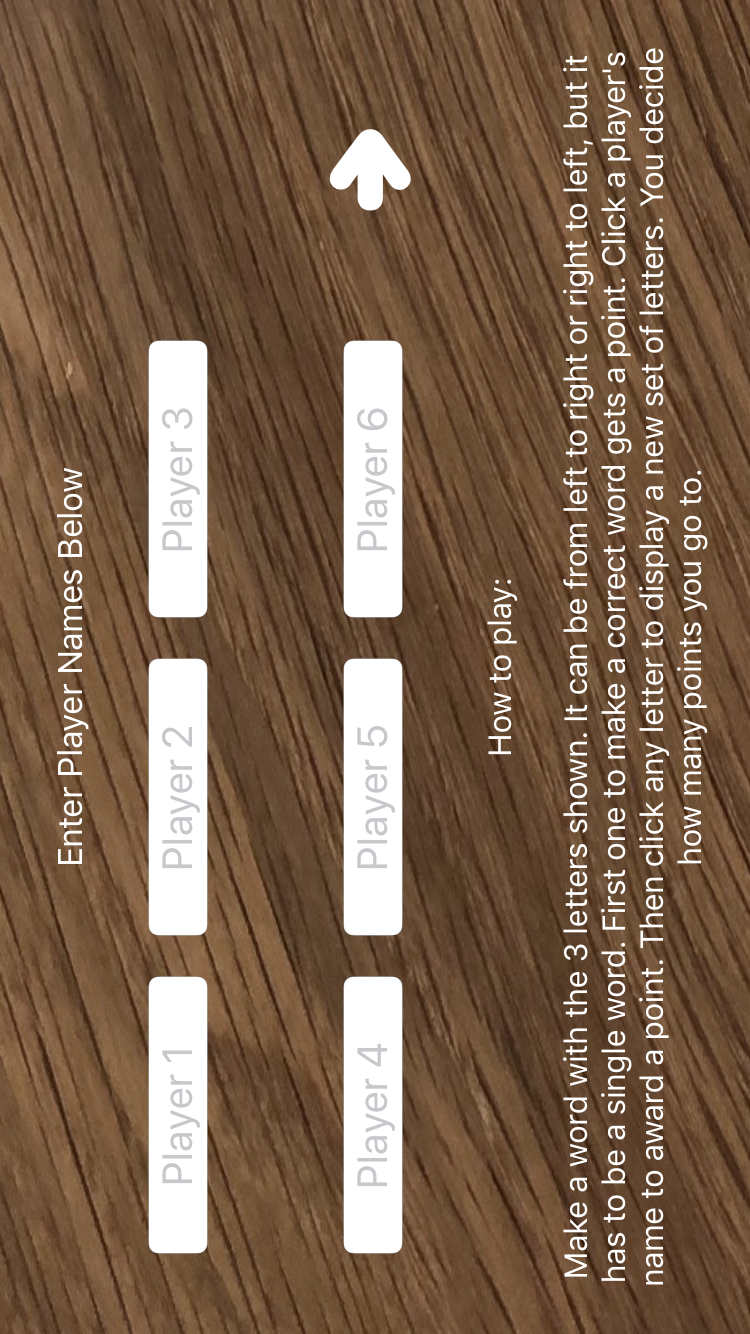 Enter Player Names Below
Player 1 Player 2 Player 3
Player 4 Player 5 Player 6
How to play:
Make a word with the 3 letters shown. It can be from left to right or right to left, but it
has to be a single word. First one to make a correct word gets a point. Click a player's
name to award a point. Then click any letter to display a new set of letters. You decide
how many points you go to.